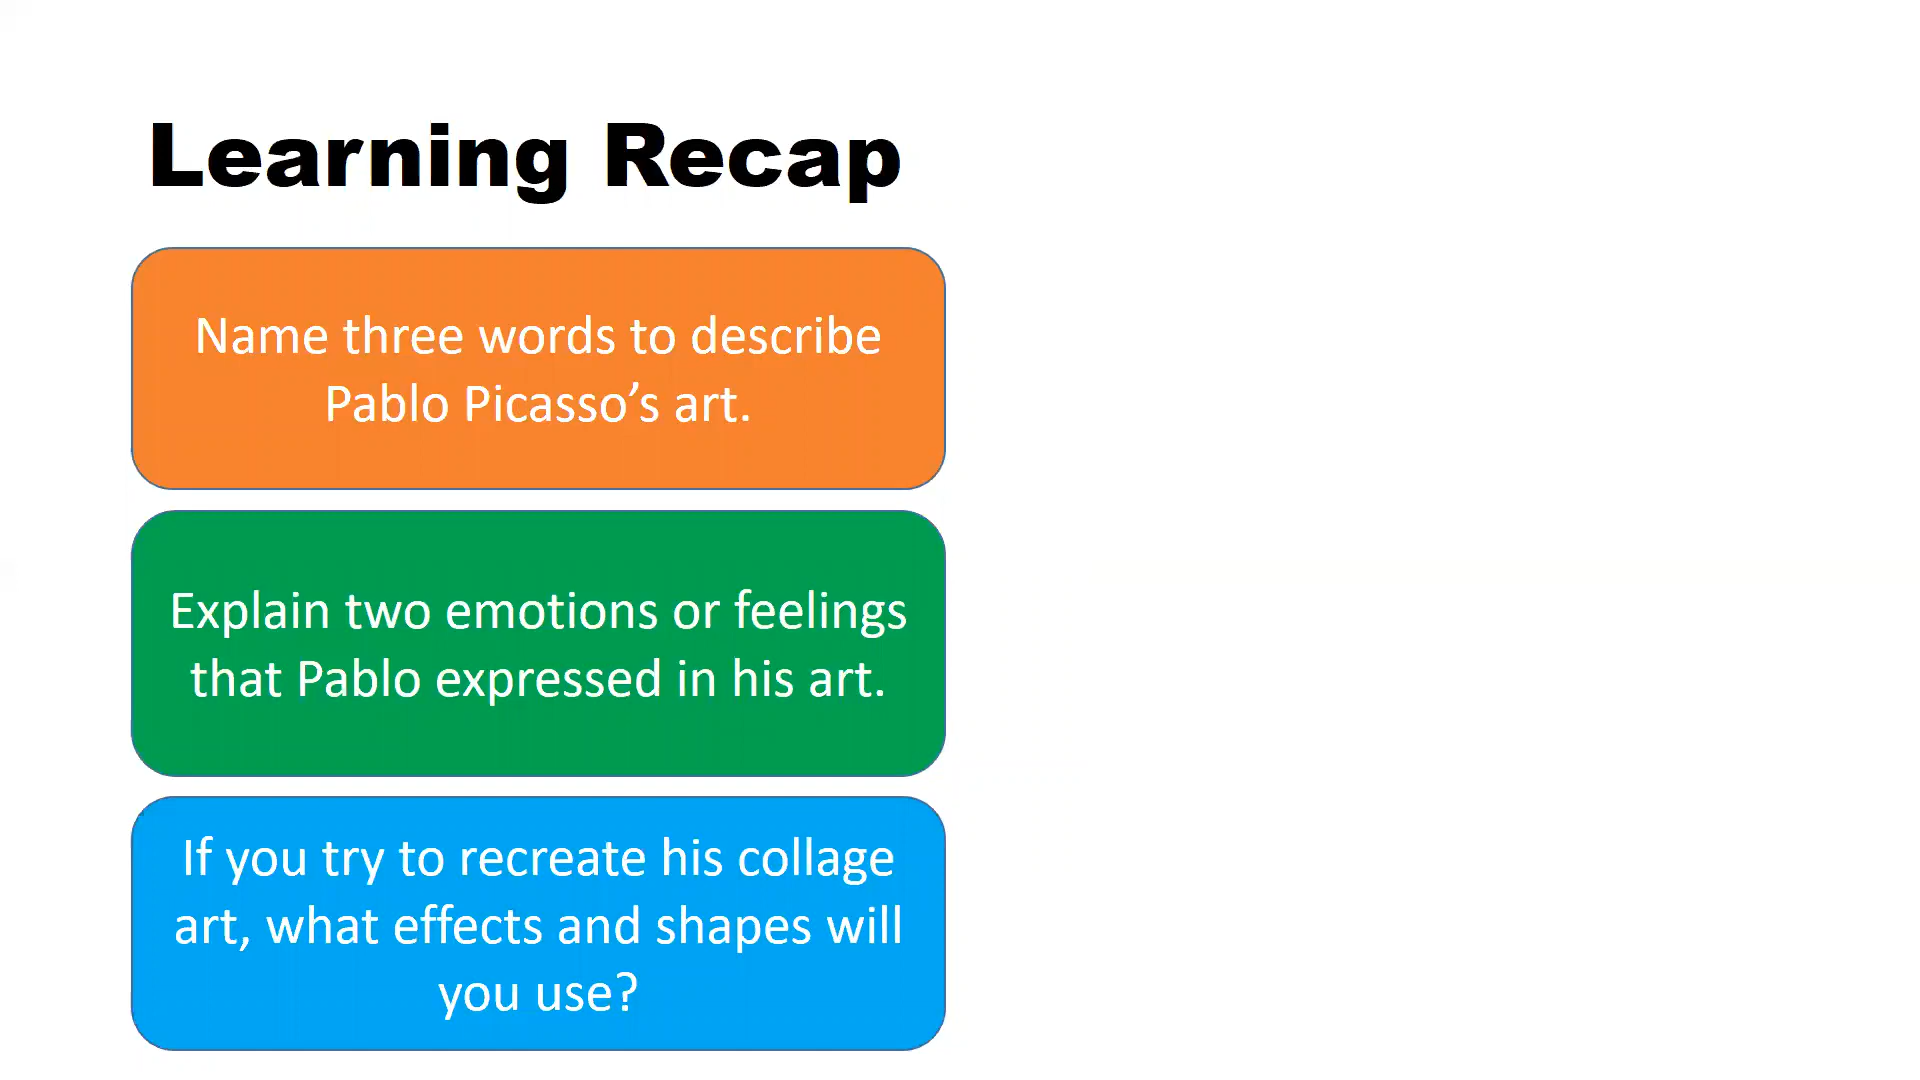 Learning Recap
Name three words to describe
Pablo Picasso’s art.
Explain two emotions or feelings
that Pablo expressed in his art.
If you try to recreate his collage
art, what effects and shapes will
you use?